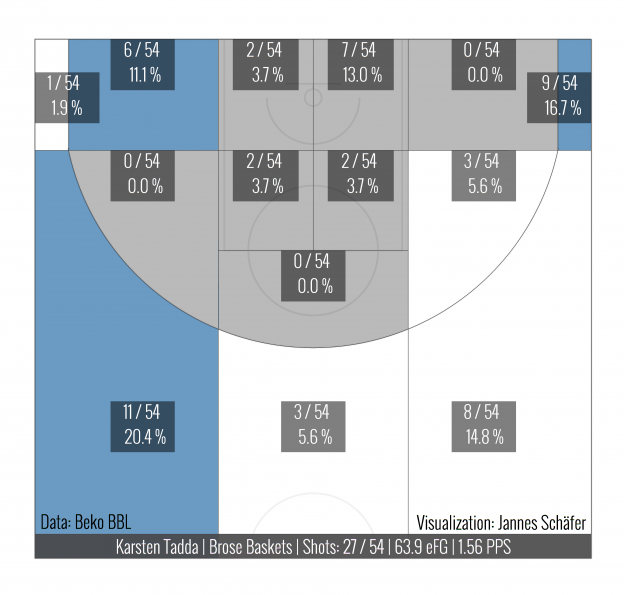 6 / 54
11.1 %
2 / 54
3.7 %
7 / 54
13.0 %
0 / 54
0.0 %
1 / 54
1.9 %
9 / 54
16.7 %
0 / 54
0.0 %
2 / 54
3.7 %
2 / 54
3.7 %
3 / 54
5.6 %
0 / 54
0.0 %
11 / 54
20.4 %
3 / 54
5.6 %
8 / 54
14.8 %
Data: Beko BBL
Visualization: Jannes Schäfer
Karsten Tadda | Brose Baskets | Shots: 27 / 54 | 63.9 eFG | 1.56 PPS